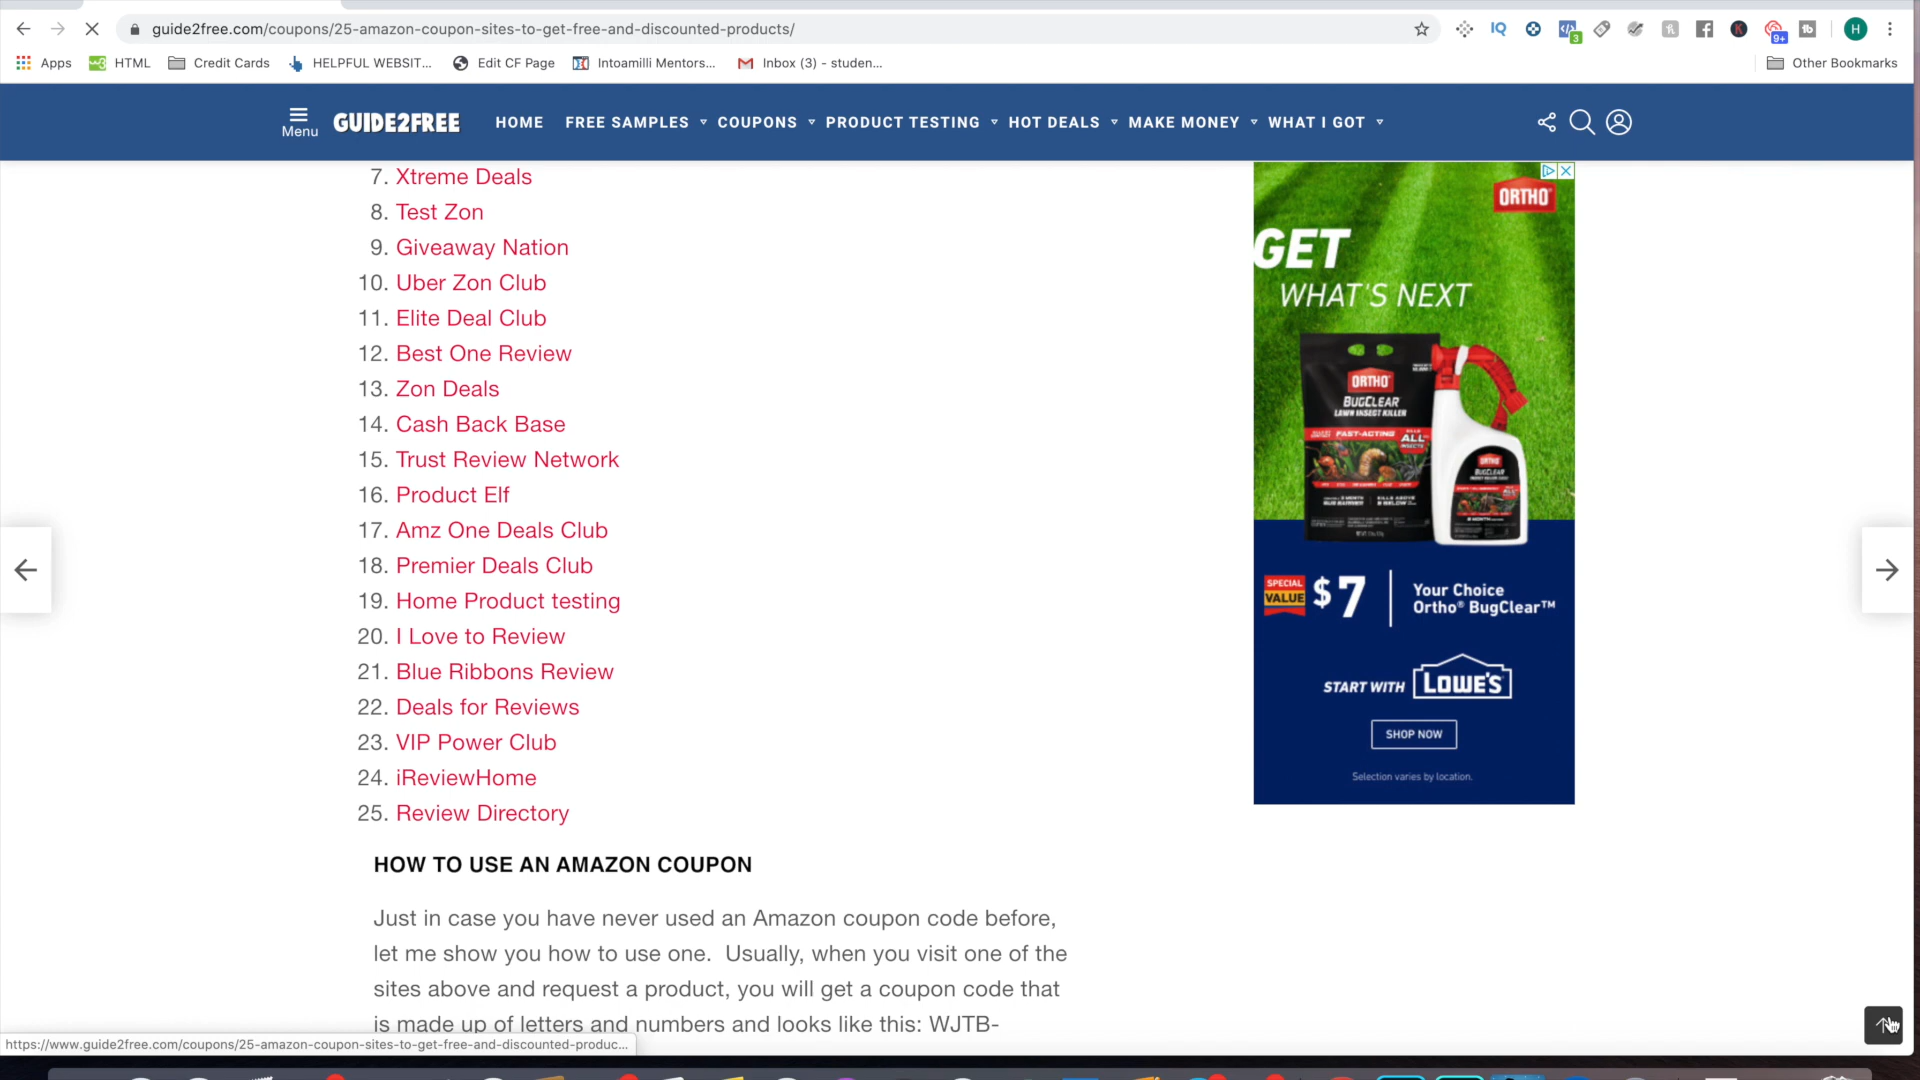 guide2free.com/coupons/25-amazon-coupon-sites-to-get-free-and-discounted-products/
IQ
3
9+
H
Apps
HTML
Credit Cards
HELPFUL WEBSIT...
Edit CF Page
Intoamilli Mentors...
Inbox (3) - studen...
Other Bookmarks
Menu
GUIDE2FREE
HOME
FREE SAMPLES
COUPONS
PRODUCT TESTING
HOT DEALS
MAKE MONEY
WHAT I GOT
7. Xtreme Deals
8. Test Zon
9. Giveaway Nation
10. Uber Zon Club
11. Elite Deal Club
12. Best One Review
13. Zon Deals
14. Cash Back Base
15. Trust Review Network
16. Product Elf
17. Amz One Deals Club
18. Premier Deals Club
19. Home Product testing
20. I Love to Review
21. Blue Ribbons Review
22. Deals for Reviews
23. VIP Power Club
24. iReviewHome
25. Review Directory
HOW TO USE AN AMAZON COUPON
Just in case you have never used an Amazon coupon code before,
let me show you how to use one. Usually, when you visit one of the
sites above and request a product, you will get a coupon code that
is made up of letters and numbers and looks like this: WJTB-
ORTHO
GET
WHAT'S NEXT
ORTHO
BUGCLEAR
LAWN INSECT KILLER
FAST-ACTING
KILLS
ALL
INSECTS
ORTHO
BUGCLEAR
SPECIAL
VALUE
$7
Your Choice
Ortho® BugClear™
START WITH
LOWE'S
SHOP NOW
Selection varies by location.
https://www.guide2free.com/coupons/25-amazon-coupon-sites-to-get-free-and-discounted-produc...